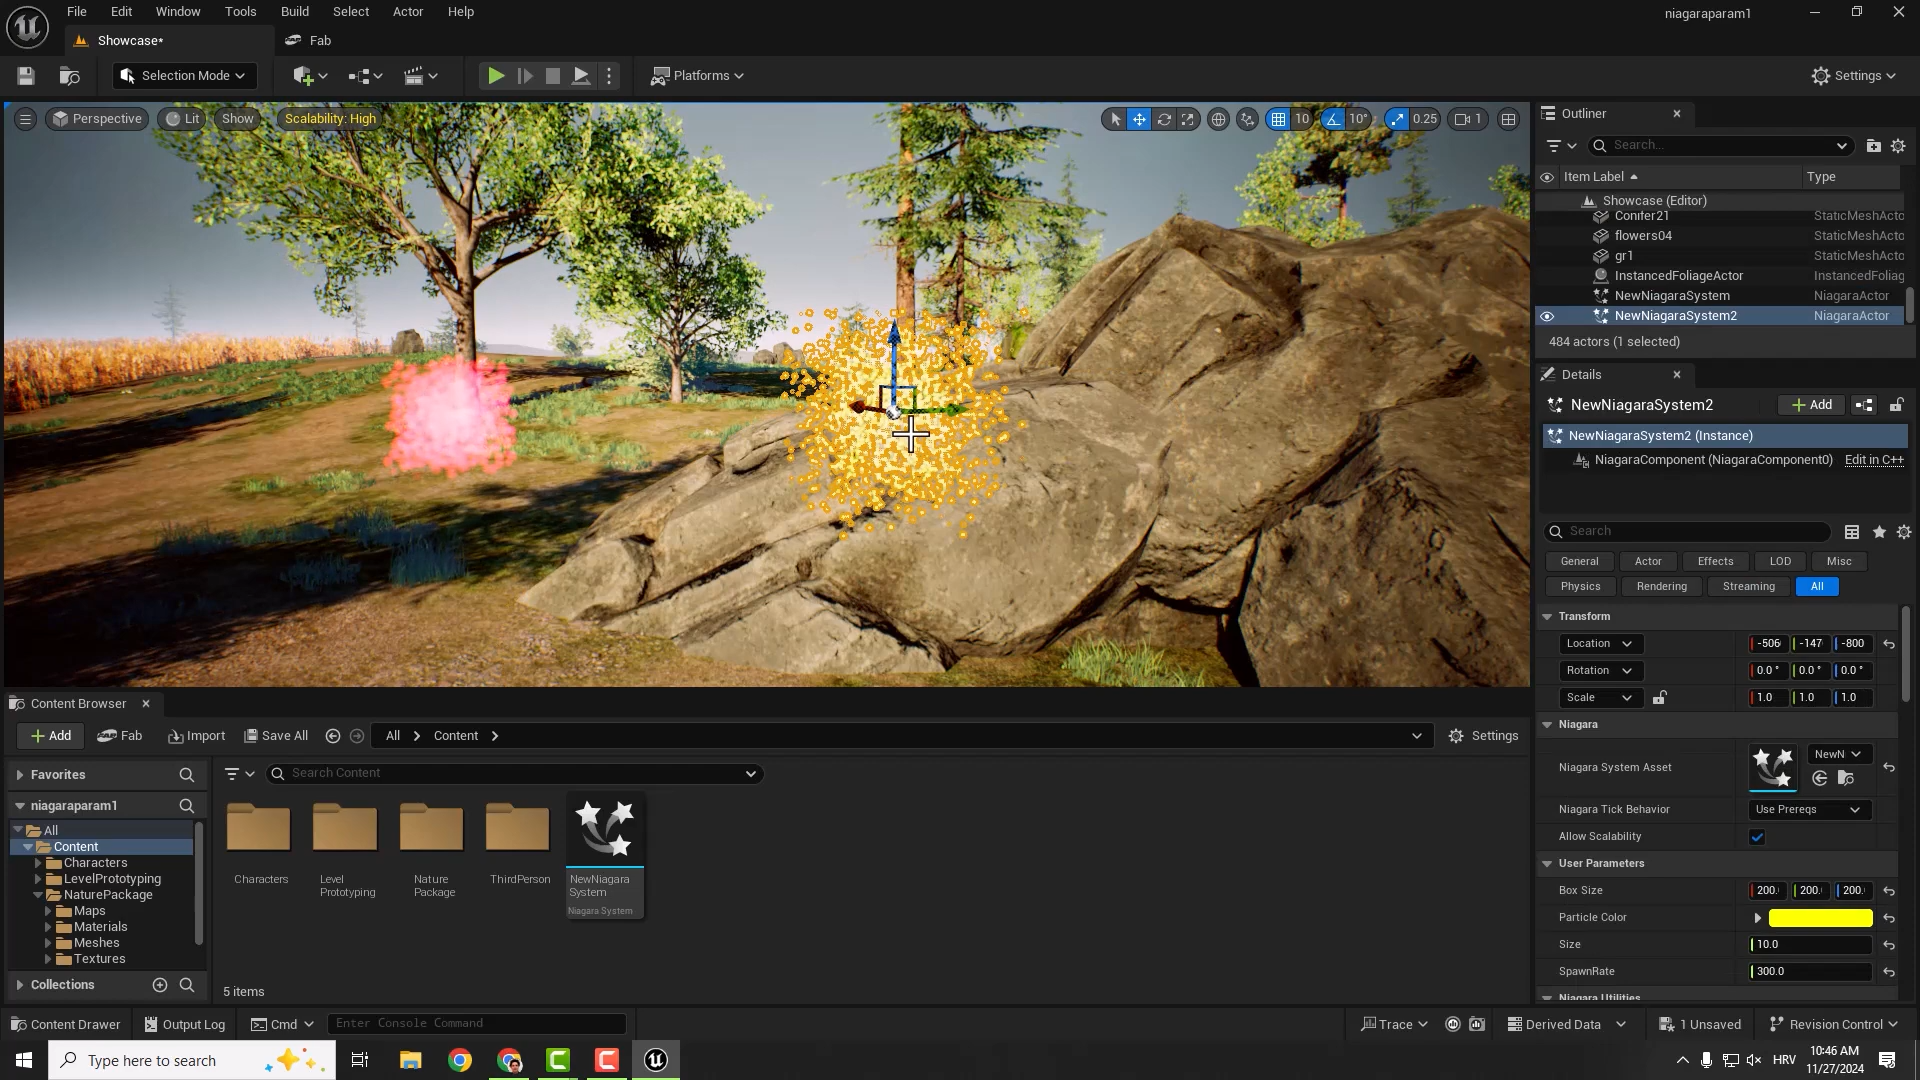 File Edit Window Tools Build Select Actor Help
niagaraparam1
Showcase*
Fab
Selection Mode
Platforms
Settings
Perspective
Lit
Show
Scalability: High
10
10°
0.25
1
Outliner
Search...
Item Label
Type
Showcase (Editor)
Conifer21 StaticMeshActo
flowers04 StaticMeshActo
gr1 StaticMeshActo
InstancedFoliageActor InstancedFoliag
NewNiagaraSystem NiagaraActor
NewNiagaraSystem2 NiagaraActor
484 actors (1 selected)
Details
NewNiagaraSystem2
Add
NewNiagaraSystem2 (Instance)
NiagaraComponent (NiagaraComponent0) Edit in C++
Search
General Actor Effects LOD Misc
Physics Rendering Streaming All
Transform
Location -506 -147 -800
Rotation 0.0 ° 0.0 ° 0.0 °
Scale 1.0 1.0 1.0
Niagara
Niagara System Asset
NewN
Niagara Tick Behavior Use Prereqs
Allow Scalability
User Parameters
Box Size 200. 200. 200.
Particle Color
Size 10.0
SpawnRate 300.0
Niagara Utilities
Content Browser
Add Fab Import Save All
All Content
Settings
Favorites
niagaraparam1
All
Content
Characters
LevelPrototyping
NaturePackage
Maps
Materials
Meshes
Textures
Collections
Search Content
Characters
Level
Prototyping
Nature
Package
ThirdPerson
NewNiagara
System
Niagara System
5 items
Content Drawer
Output Log
Cmd
Enter Console Command
Trace
Derived Data
1 Unsaved
Revision Control
Type here to search
HRV
10:46 AM
11/27/2024